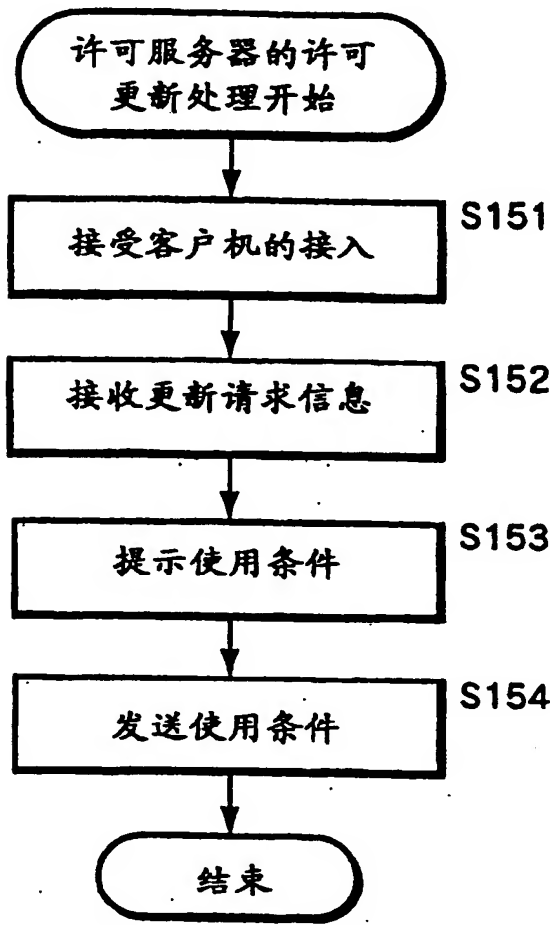 许可服务器的许可
更新处理开始
S151
接受客户机的接入
S152
接收更新请求信息
S153
提示使用条件
S154
发送使用条件
结束